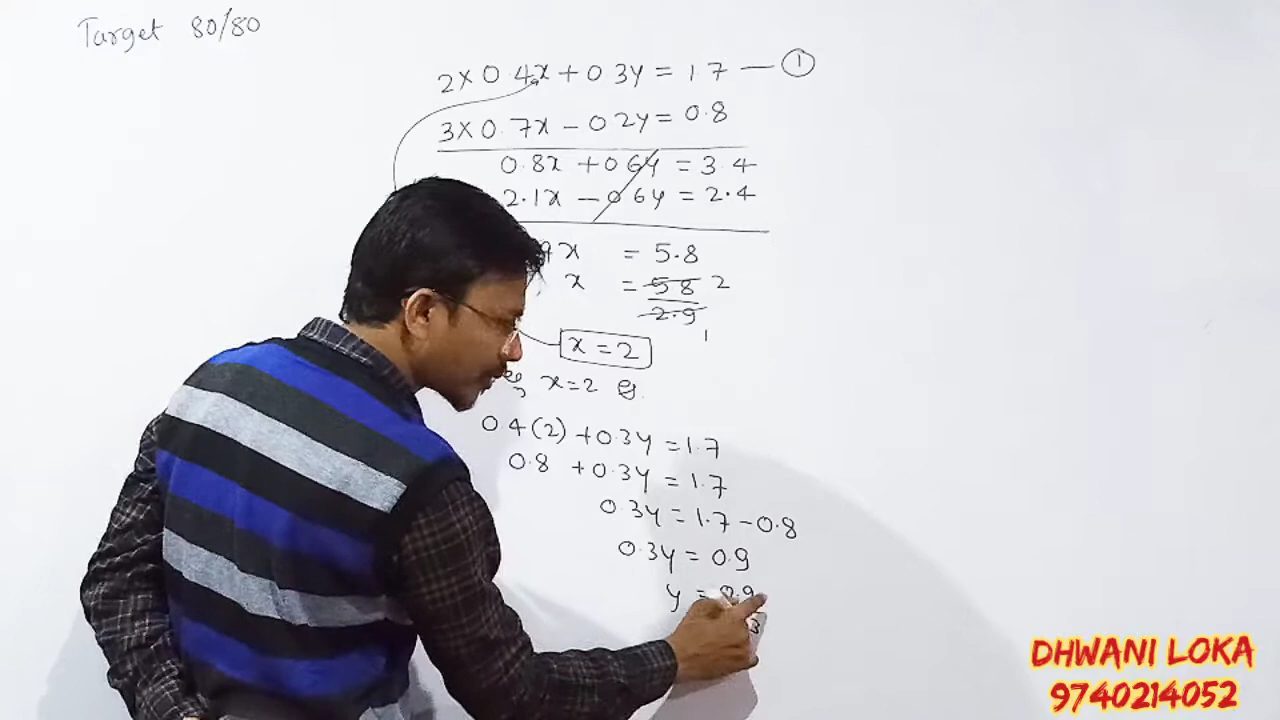 Target 80/80
2×0.4x+0.3y=1.7 — ①
3×0.7x-0.2y=0.8
0.8x+0.6y=3.4
2.1x-0.6y=2.4
9x = 5.8
x = 5.8 2
2.9
1
x=2
x=2
0.4(2)+0.3y=1.7
0.8+0.3y=1.7
0.3y=1.7-0.8
0.3y=0.9
y=0.9
3
DHWANI LOKA
9740214052